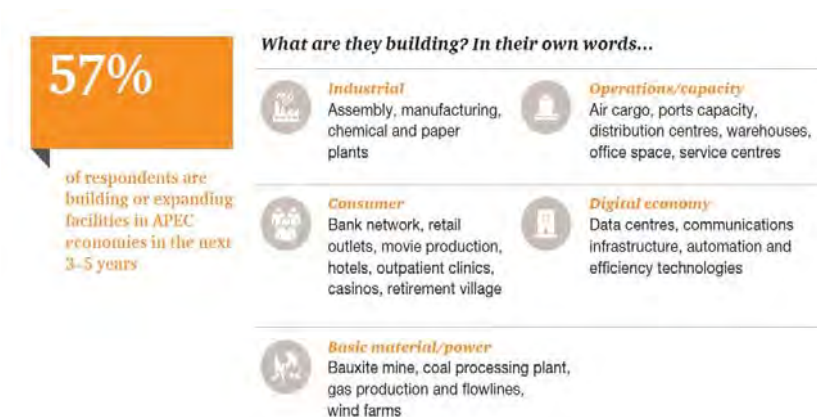 57%
of respondents are
building or expanding
facilities in APEC
economies in the next
3–5 years
What are they building? In their own words...
Industrial
Assembly, manufacturing,
chemical and paper
plants
Operations/capacity
Air cargo, ports capacity,
distribution centres, warehouses,
office space, service centres
Consumer
Bank network, retail
outlets, movie production,
hotels, outpatient clinics,
casinos, retirement village
Digital economy
Data centres, communications
infrastructure, automation and
efficiency technologies
Basic material/power
Bauxite mine, coal processing plant,
gas production and flowlines,
wind farms